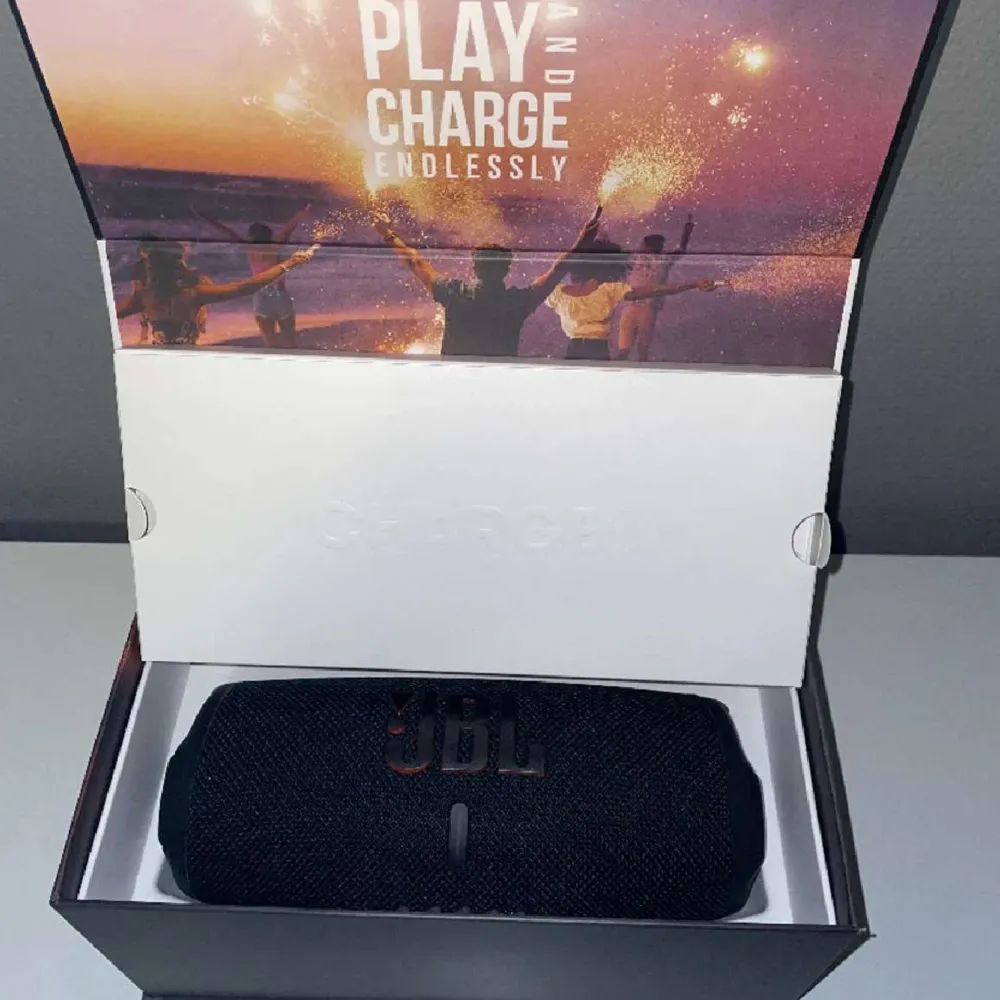 PLAY AND
CHARGE
ENDLESSLY
CHARGE
JBL